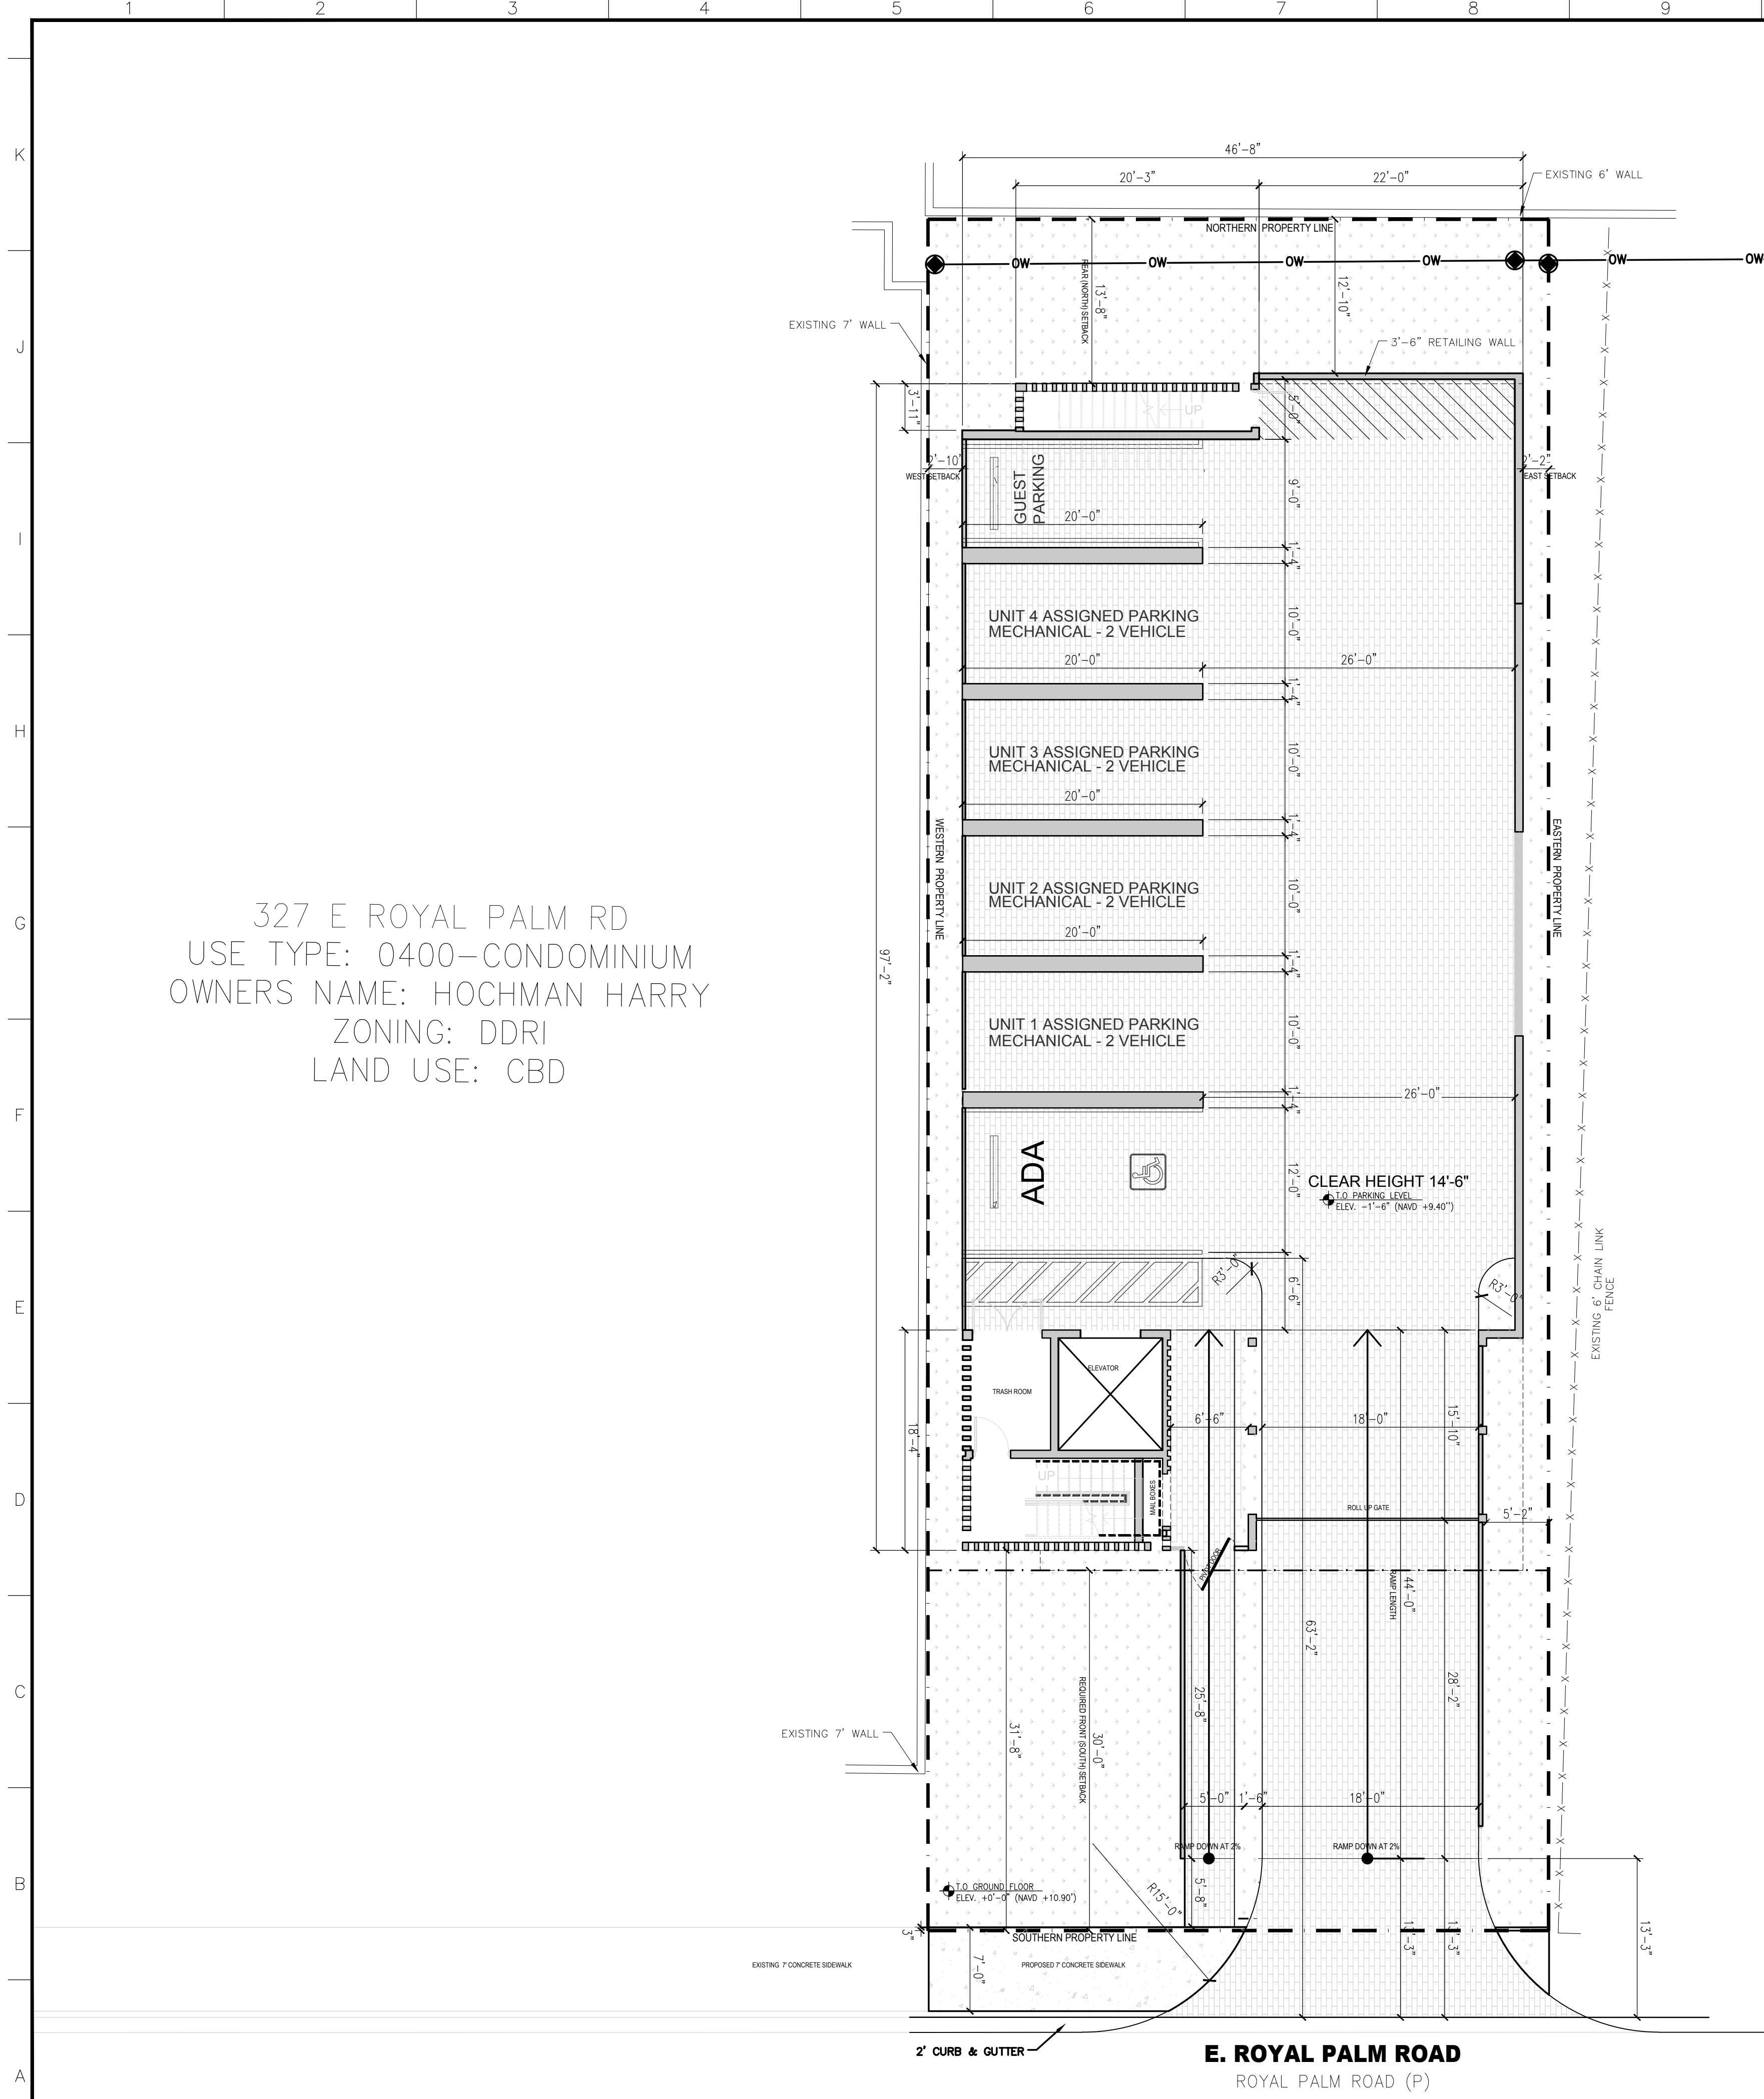 1 2 3 4 5 6 7 8 9
K
J
I
H
G
F
E
D
C
B
A
46'-8"
20'-3"
22'-0"
EXISTING 6' WALL
NORTHERN PROPERTY LINE
OW OW OW OW OW OW
REAR (NORTH) SETBACK
13'-8"
12'-10"
EXISTING 7' WALL
3'-6" RETAILING WALL
3'-11"
UP
5'-0"
2'-10"
WEST SETBACK
2'-2"
EAST SETBACK
GUEST
PARKING
20'-0"
9'-0"
1'-4"
UNIT 4 ASSIGNED PARKING
MECHANICAL - 2 VEHICLE
10'-0"
20'-0"
26'-0"
1'-4"
UNIT 3 ASSIGNED PARKING
MECHANICAL - 2 VEHICLE
10'-0"
20'-0"
1'-4"
WESTERN PROPERTY LINE
EASTERN PROPERTY LINE
UNIT 2 ASSIGNED PARKING
MECHANICAL - 2 VEHICLE
10'-0"
20'-0"
1'-4"
97'-2"
327 E ROYAL PALM RD
USE TYPE: 0400-CONDOMINIUM
OWNERS NAME: HOCHMAN HARRY
ZONING: DDRI
LAND USE: CBD
UNIT 1 ASSIGNED PARKING
MECHANICAL - 2 VEHICLE
10'-0"
1'-4"
26'-0"
ADA
12'-0"
CLEAR HEIGHT 14'-6"
T.O PARKING LEVEL
ELEV. -1'-6" (NAVD +9.40")
EXISTING 6' CHAIN LINK
FENCE
R3'-0"
6'-6"
R3'-0"
ELEVATOR
TRASH ROOM
18'-4"
6'-6"
18'-0"
15'-10"
UP
MAIL BOXES
ROLL UP GATE
5'-2"
PIVOT DOOR
RAMP LENGTH
44'-0"
63'-2"
REQUIRED FRONT (SOUTH) SETBACK
30'-0"
31'-8"
25'-8"
28'-2"
EXISTING 7' WALL
5'-0" 1'-6" 18'-0"
RAMP DOWN AT 2%
RAMP DOWN AT 2%
T.O GROUND FLOOR
ELEV. +0'-0" (NAVD +10.90')
5'-8"
R15'-0"
3"
SOUTHERN PROPERTY LINE
13'-3"
EXISTING 7' CONCRETE SIDEWALK
PROPOSED 7' CONCRETE SIDEWALK
7'-0"
2' CURB & GUTTER
E. ROYAL PALM ROAD
ROYAL PALM ROAD (P)